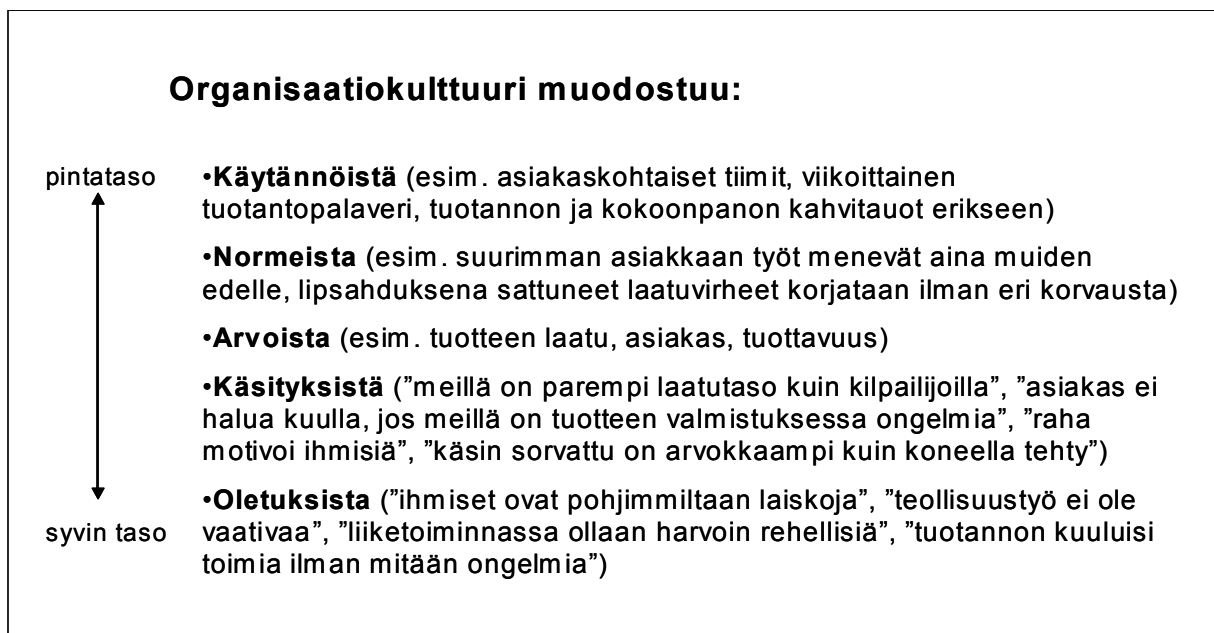 Organisaatiokulttuuri muodostuu:
pintataso
•Käytännöistä (esim. asiakaskohtaiset tiimit, viikoittainen
tuotantopalaveri, tuotannon ja kokoonpanon kahvitauot erikseen)
•Normeista (esim. suurimman asiakkaan työt menevät aina muiden
edelle, lipsahduksena sattuneet laatuvirheet korjataan ilman eri korvausta)
•Arvoista (esim. tuotteen laatu, asiakas, tuottavuus)
•Käsityksistä (”meillä on parempi laatutaso kuin kilpailijoilla”, ”asiakas ei
halua kuulla, jos meillä on tuotteen valmistuksessa ongelmia”, ”raha
motivoi ihmisiä”, ”käsin sorvattu on arvokkaampi kuin koneella tehty”)
•Oletuksista (”ihmiset ovat pohjimmiltaan laiskoja”, ”teollisuustyö ei ole
syvin taso
vaativaa”, ”liiketoiminnassa ollaan harvoin rehellisiä”, ”tuotannon kuuluisi
toimia ilman mitään ongelmia”)